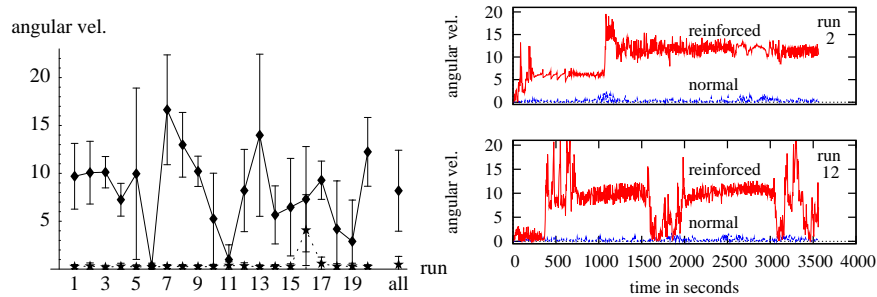 angular vel.
20
15
10
5
1 3 5 7 9 11 13 15 17 19 all
run
angular vel.
20
15
10
5
0
reinforced
normal
run
2
angular vel.
20
15
10
5
0
reinforced
normal
run
12
0 500 1000 1500 2000 2500 3000 3500 4000
time in seconds